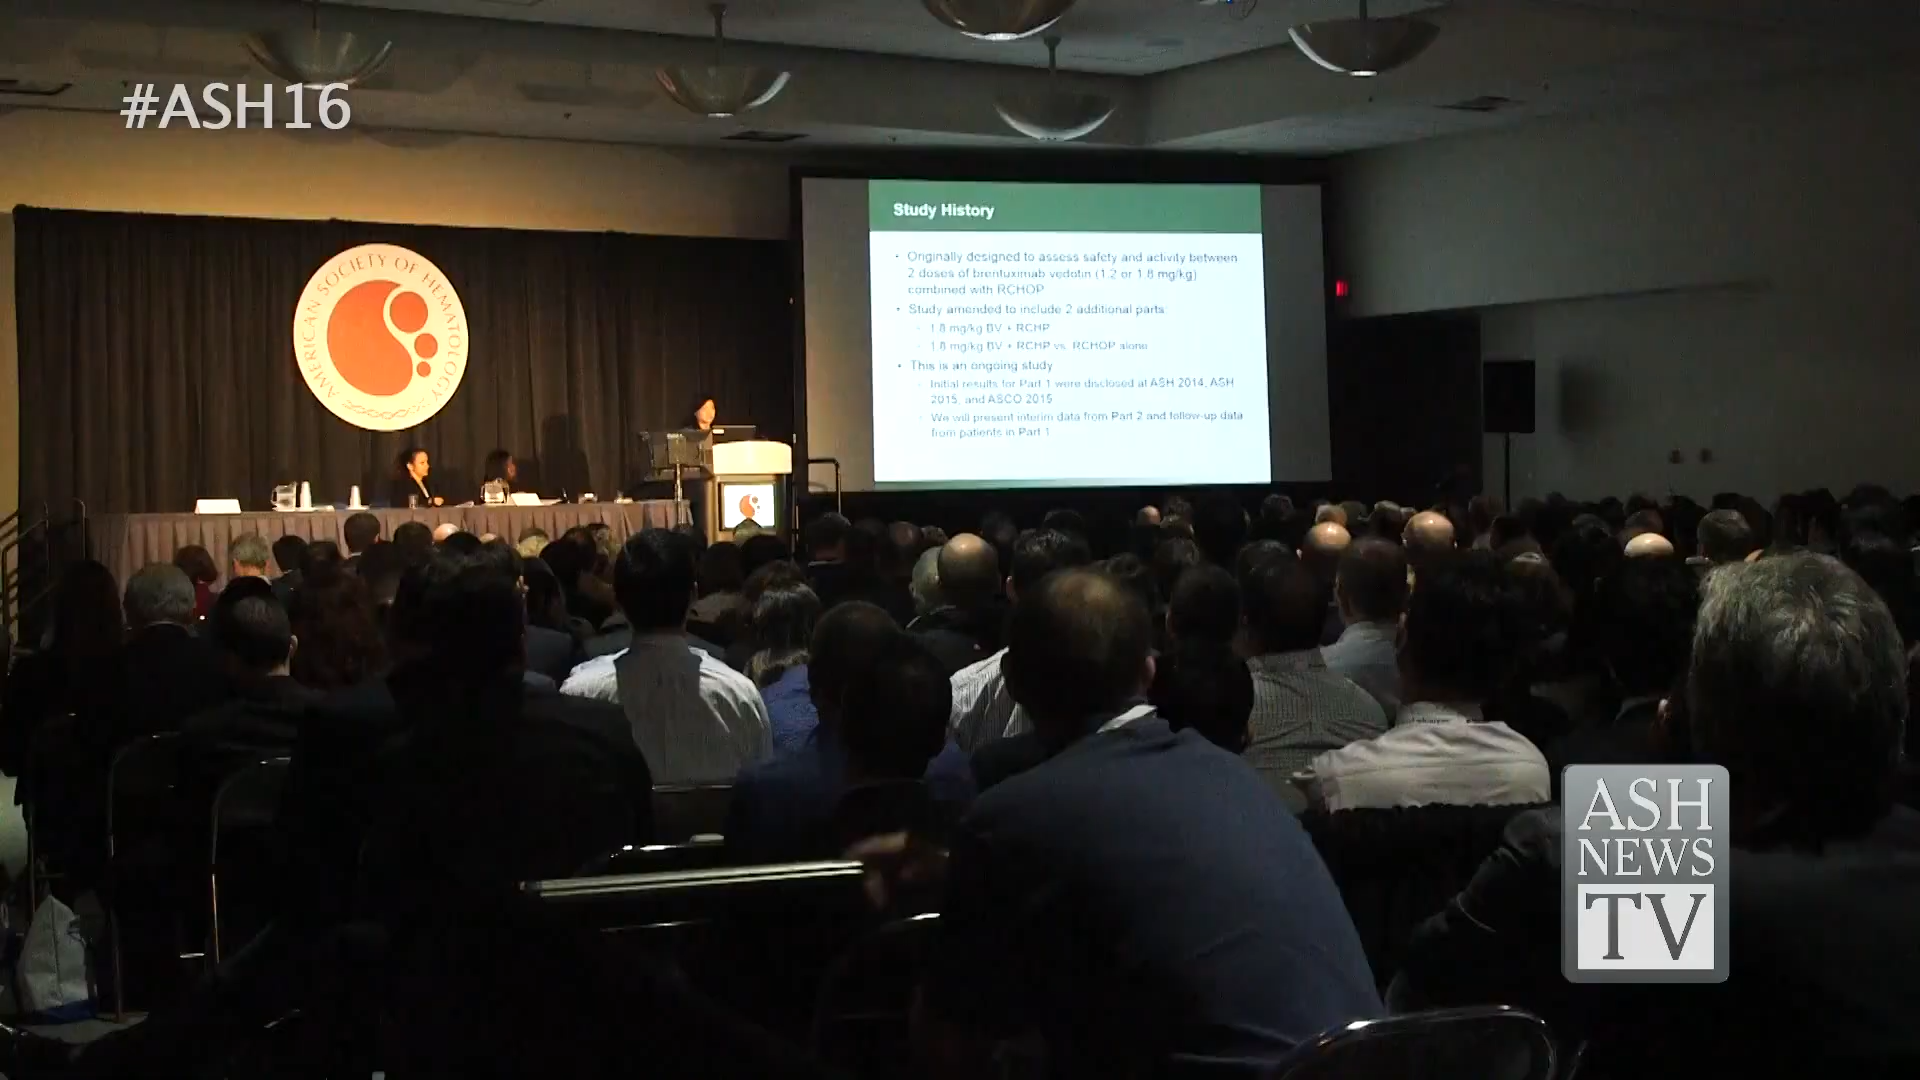 #ASH16
AMERICAN SOCIETY OF HEMATOLOGY
Study History
Originally designed to assess safety and activity between
2 doses of brentuximab vedotin (1.2 or 1.8 mg/kg)
combined with RCHOP
Study amended to include 2 additional parts:
1.8 mg/kg BV + RCHP
1.8 mg/kg BV + RCHP vs. RCHOP alone
This is an ongoing study
Initial results for Part 1 were disclosed at ASH 2014, ASH
2015, and ASCO 2015
We will present interim data from Part 2 and follow-up data
from patients in Part 1
ASH
NEWS
TV